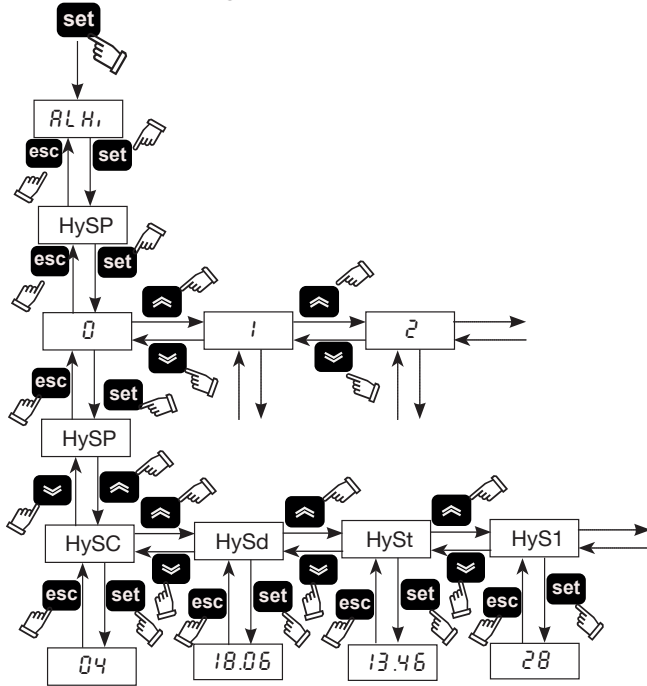 set
ALHi
esc set
HySP
esc set
0 1 2
esc set
HySP
HySC HySd HySt HyS1
esc set esc set esc set esc set
04 18.06 13.46 28